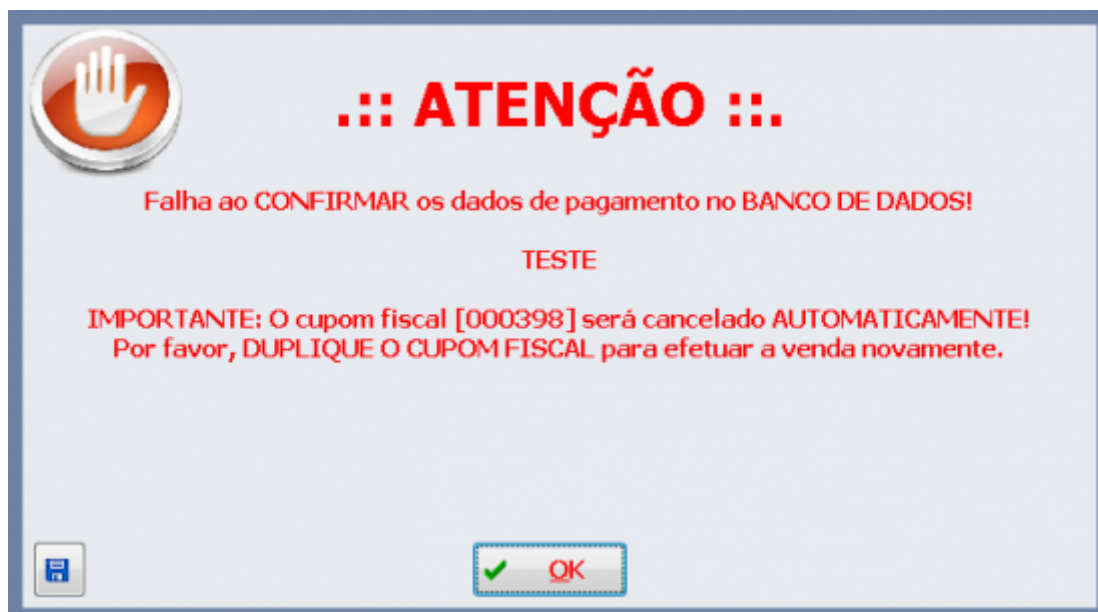 .:: ATENÇÃO ::.
Falha ao CONFIRMAR os dados de pagamento no BANCO DE DADOS!
TESTE
IMPORTANTE: O cupom fiscal [000398] será cancelado AUTOMATICAMENTE!
Por favor, DUPLIQUE O CUPOM FISCAL para efetuar a venda novamente.
OK